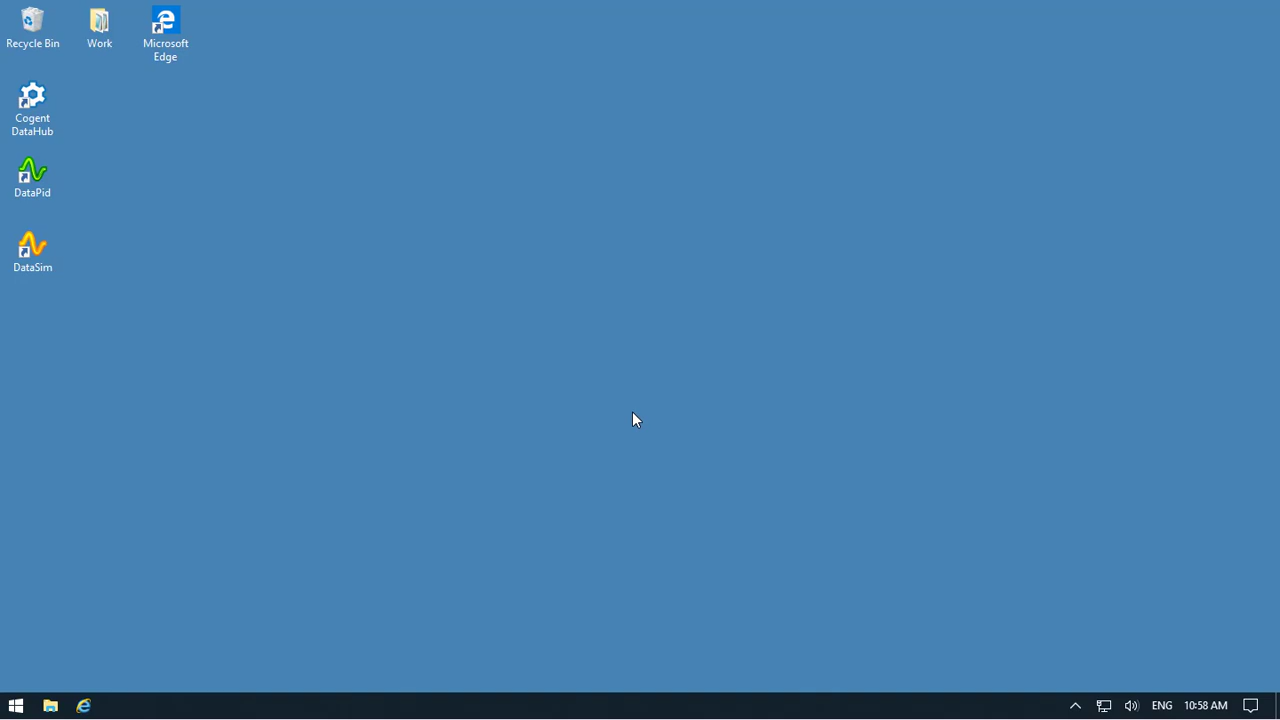 Recycle Bin
Work
Microsoft
Edge
Cogent
DataHub
DataPid
DataSim
ENG
10:58 AM